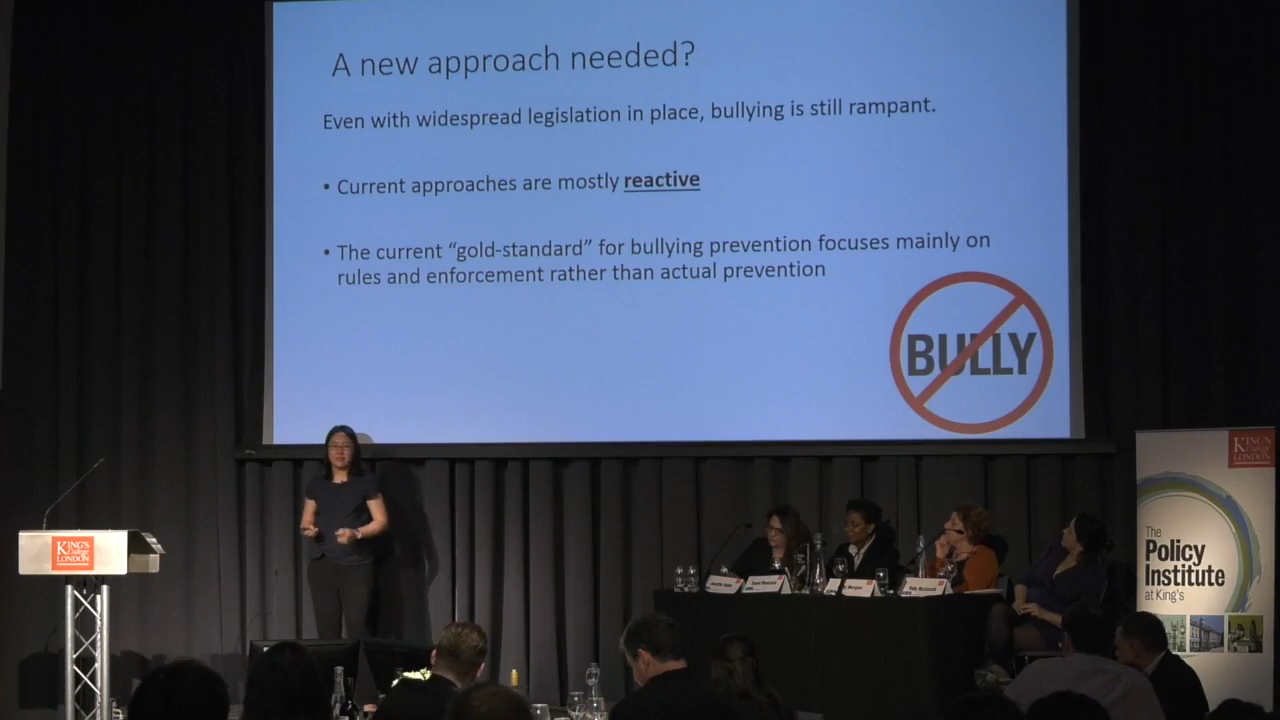 A new approach needed?
Even with widespread legislation in place, bullying is still rampant.
• Current approaches are mostly reactive
• The current “gold-standard” for bullying prevention focuses mainly on
rules and enforcement rather than actual prevention
BULLY
KING'S
College
LONDON
KING'S
College
LONDON
The
Policy
Institute
at King's